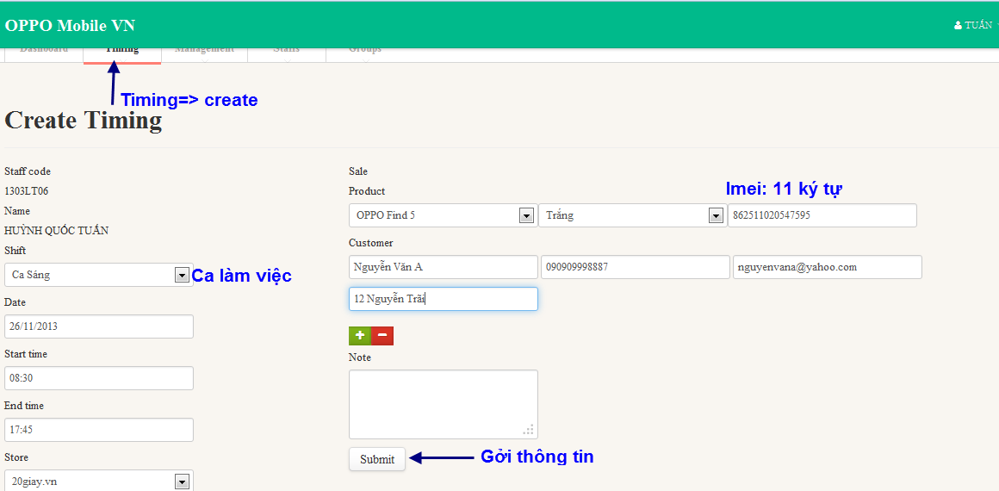 OPPO Mobile VN
TUẤN
Dashboard Timing Management Staffs Groups
Timing=> create
Create Timing
Staff code
1303LT06
Name
HUỲNH QUỐC TUẤN
Shift
Ca Sáng
Ca làm việc
Date
26/11/2013
Start time
08:30
End time
17:45
Store
20giay.vn
Sale
Product
Imei: 11 ký tự
OPPO Find 5 Trắng 862511020547595
Customer
Nguyễn Văn A 090909998887 nguyenvana@yahoo.com
12 Nguyễn Trãi
Note
Submit
Gởi thông tin